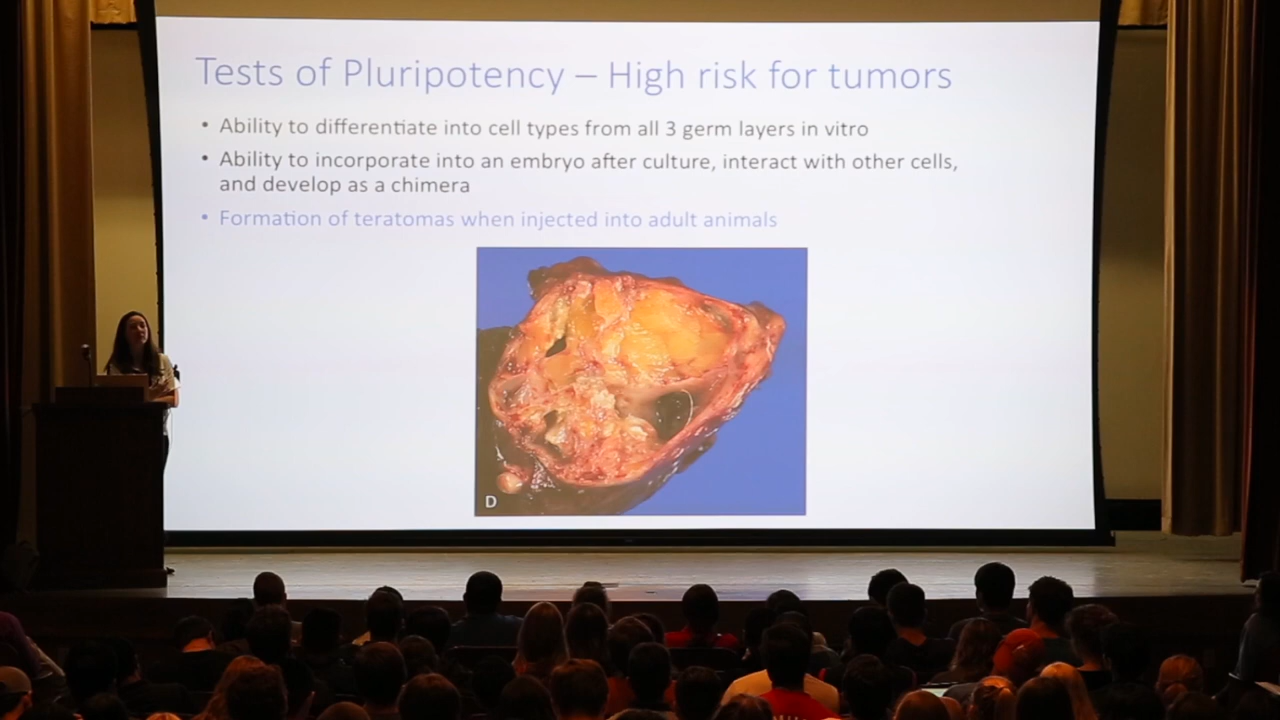 Tests of Pluripotency – High risk for tumors
• Ability to differentiate into cell types from all 3 germ layers in vitro
• Ability to incorporate into an embryo after culture, interact with other cells,
and develop as a chimera
• Formation of teratomas when injected into adult animals
D